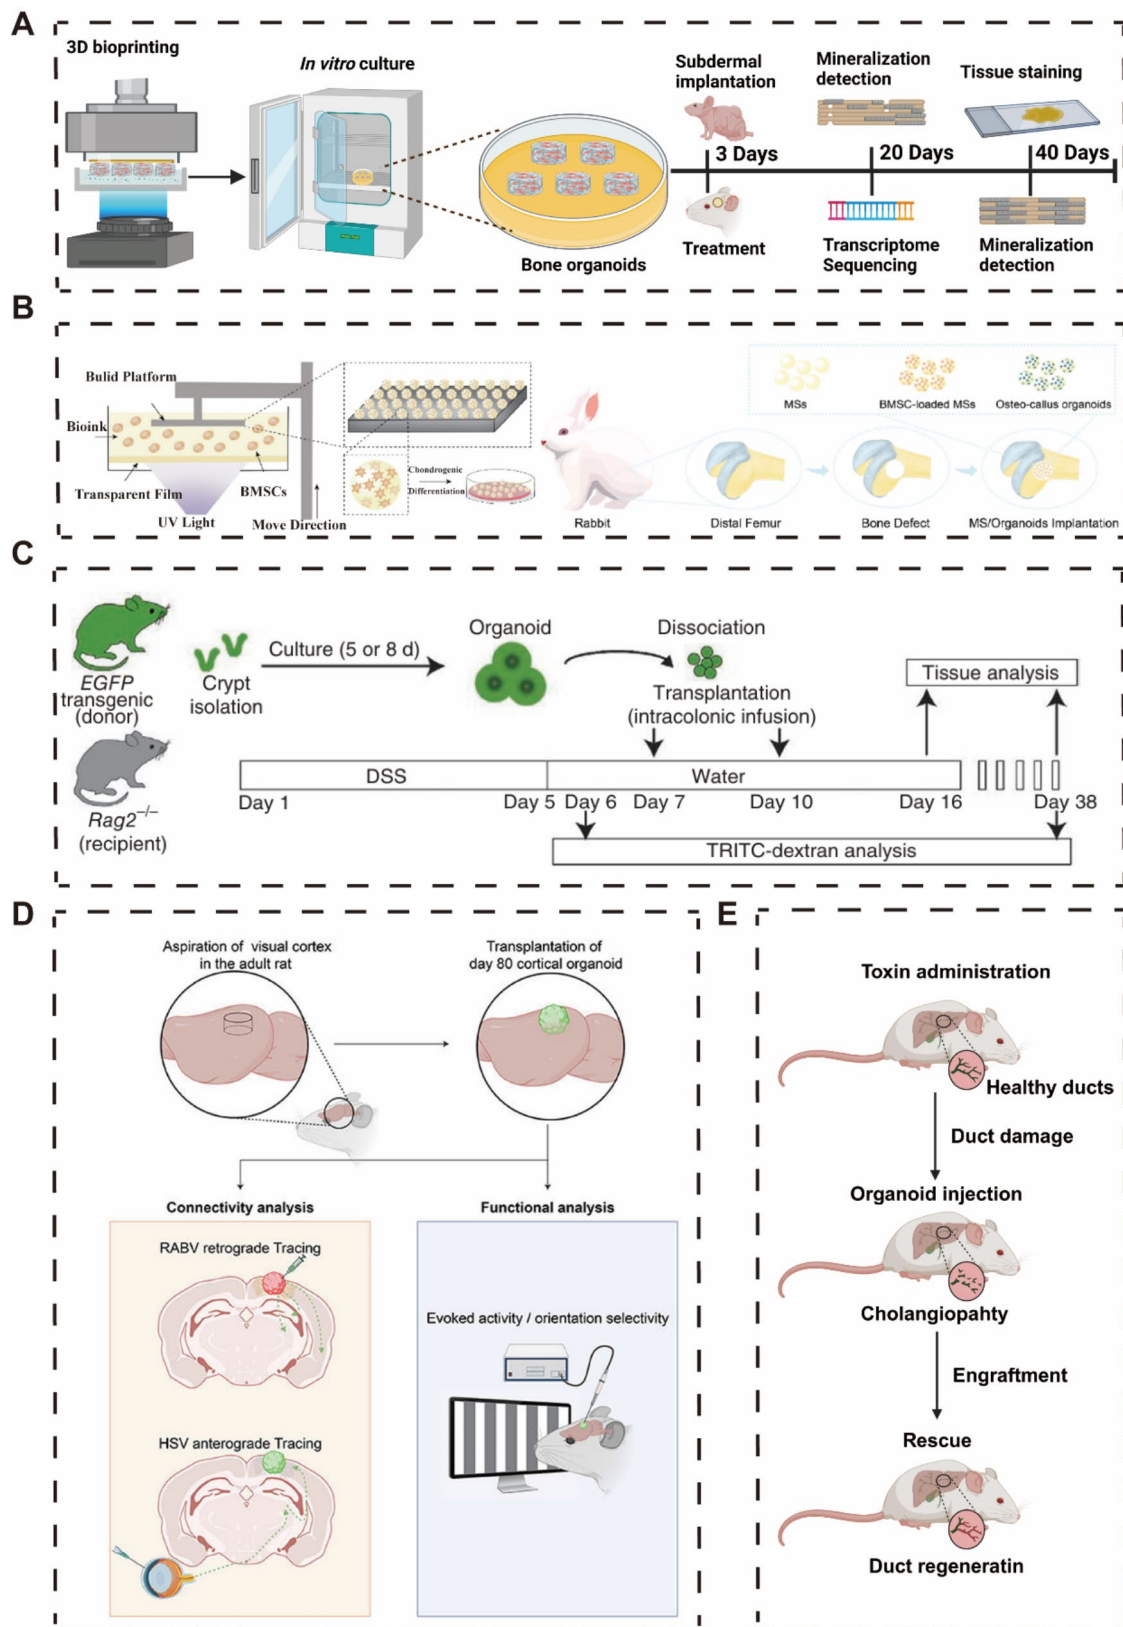 A
3D bioprinting
In vitro culture
Bone organoids
Subdermal
implantation
3 Days
Treatment
Mineralization
detection
20 Days
Transcriptome
Sequencing
Tissue staining
40 Days
Mineralization
detection
B
Bulid Platform
Bioink
Transparent Film
UV Light
BMSCs
Move Direction
Chondrogenic
Differentiation
MSs
BMSC-loaded MSs
Osteo-callus organoids
Rabbit
Distal Femur
Bone Defect
MS/Organoids Implantation
C
EGFP
transgenic
(donor)
Crypt
isolation
Culture (5 or 8 d)
Organoid
Dissociation
Transplantation
(intracolonic infusion)
Tissue analysis
Rag2–/–
(recipient)
DSS
Water
Day 1
Day 5
Day 6
Day 7
Day 10
Day 16
Day 38
TRITC-dextran analysis
D
Aspiration of visual cortex
in the adult rat
Transplantation of
day 80 cortical organoid
Connectivity analysis
RABV retrograde Tracing
HSV anterograde Tracing
Functional analysis
Evoked activity / orientation selectivity
E
Toxin administration
Healthy ducts
Duct damage
Organoid injection
Cholangiopahty
Engraftment
Rescue
Duct regeneratin